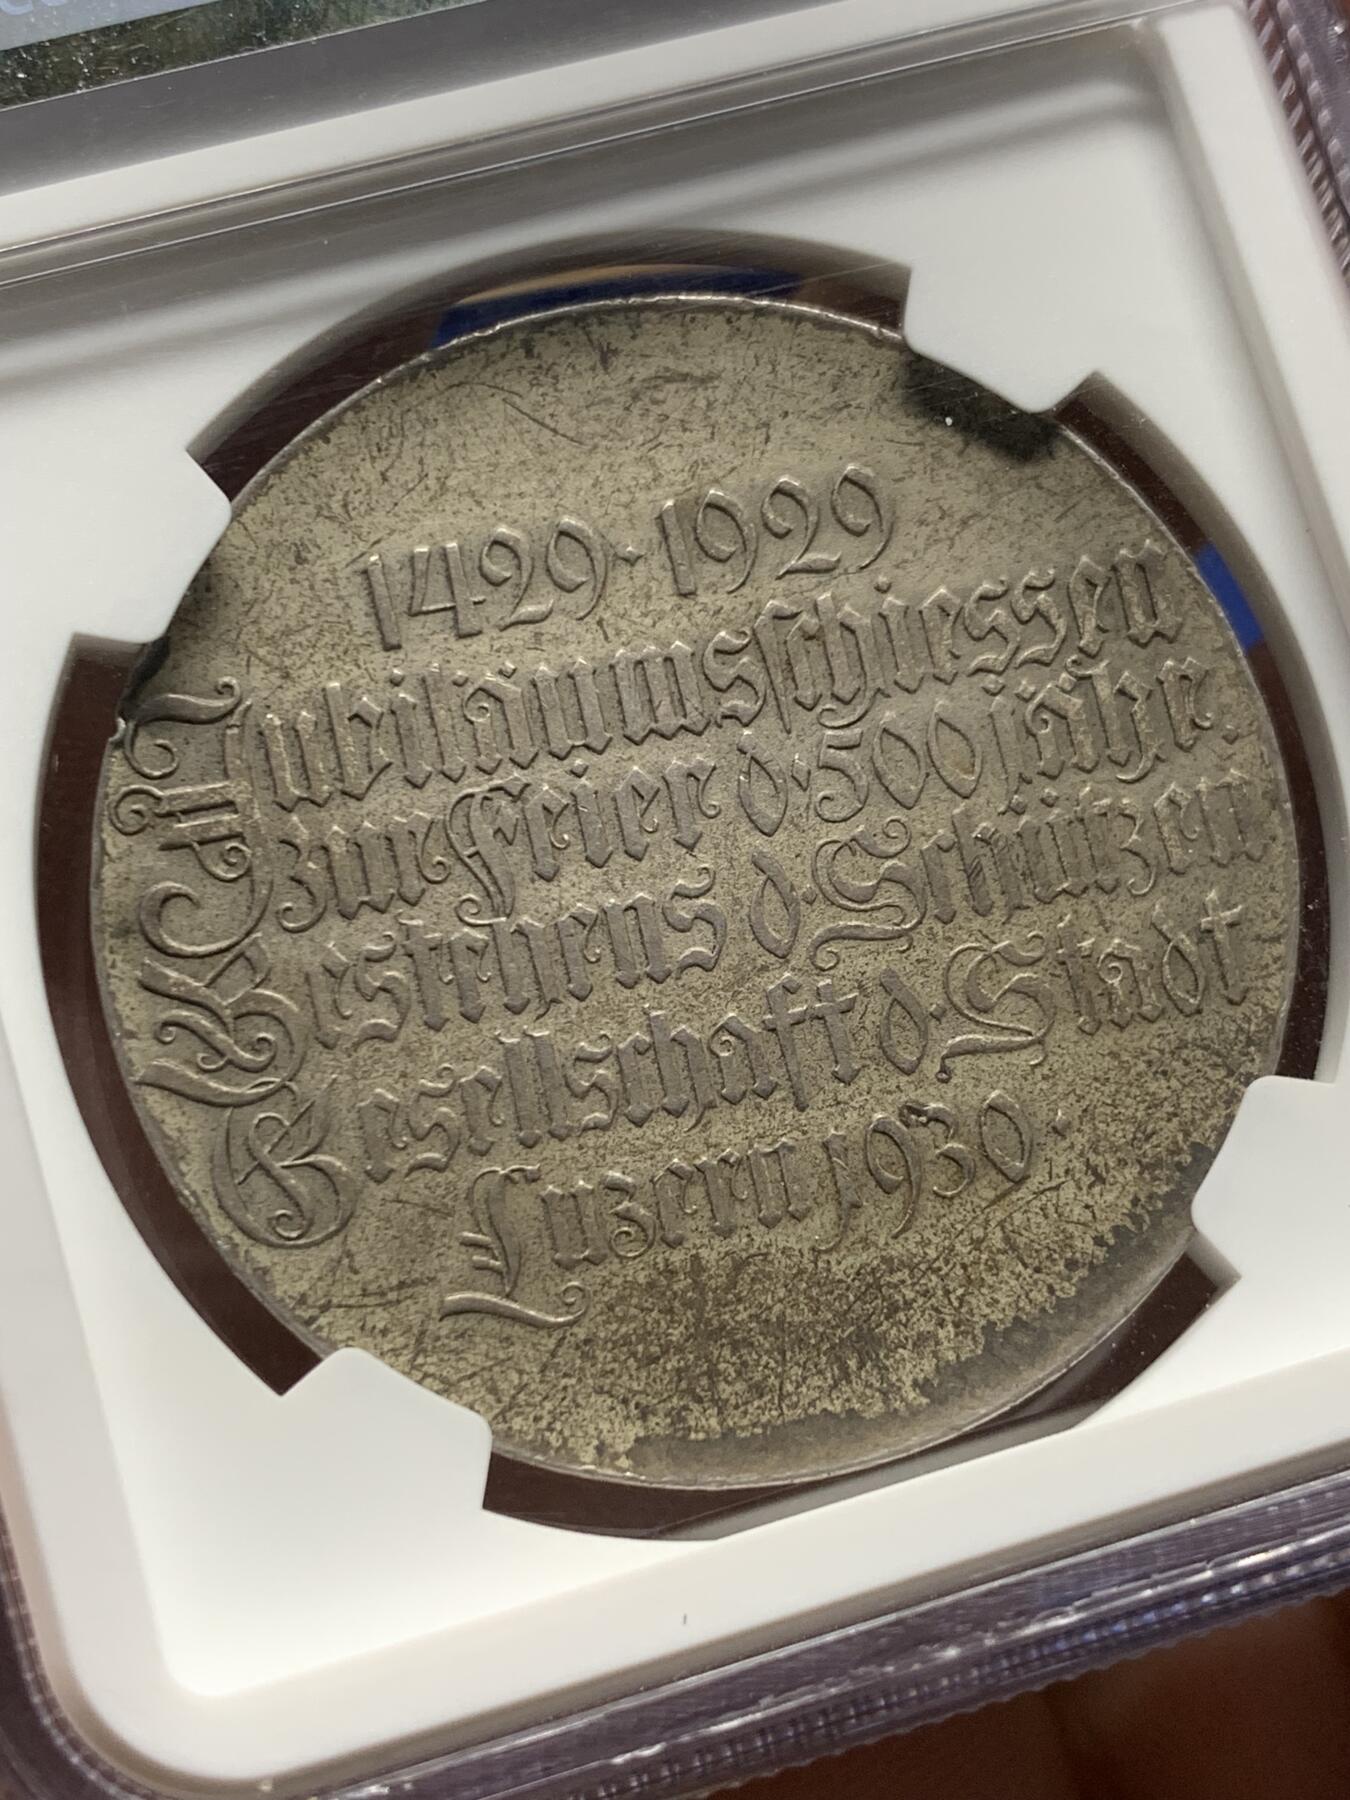 1429·1929
Jubiläumsschiessen
zur Feier d·500jähr.
Bestehens d·Schützen
Gesellschaft d·Stadt
Luzern 1930·